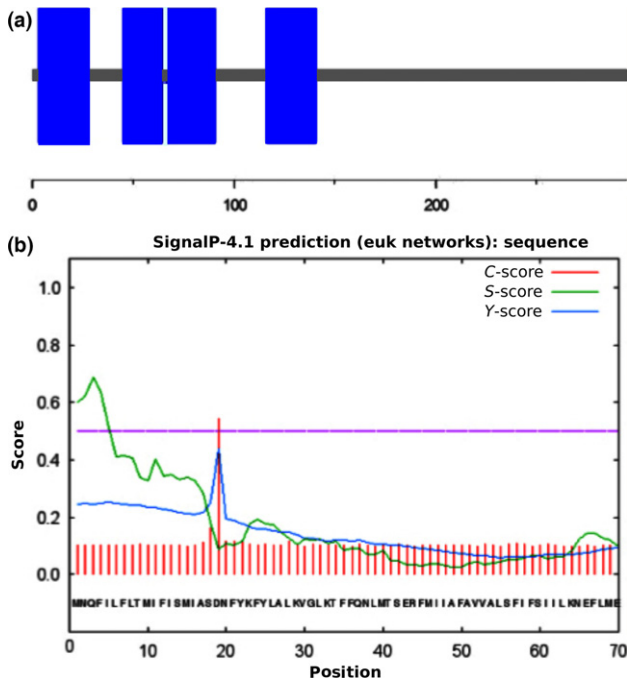 (a)
0 100 200
(b)
SignalP-4.1 prediction (euk networks): sequence
C-score
S-score
Y-score
1.0
0.8
0.6
0.4
0.2
0.0
Score
MNQFILFLTMIFISMIASDNFYKFYLALKVGLKTFFQNLMTSERFMIIAFAVVALSFIFSIILKNEFLME
0 10 20 30 40 50 60 70
Position